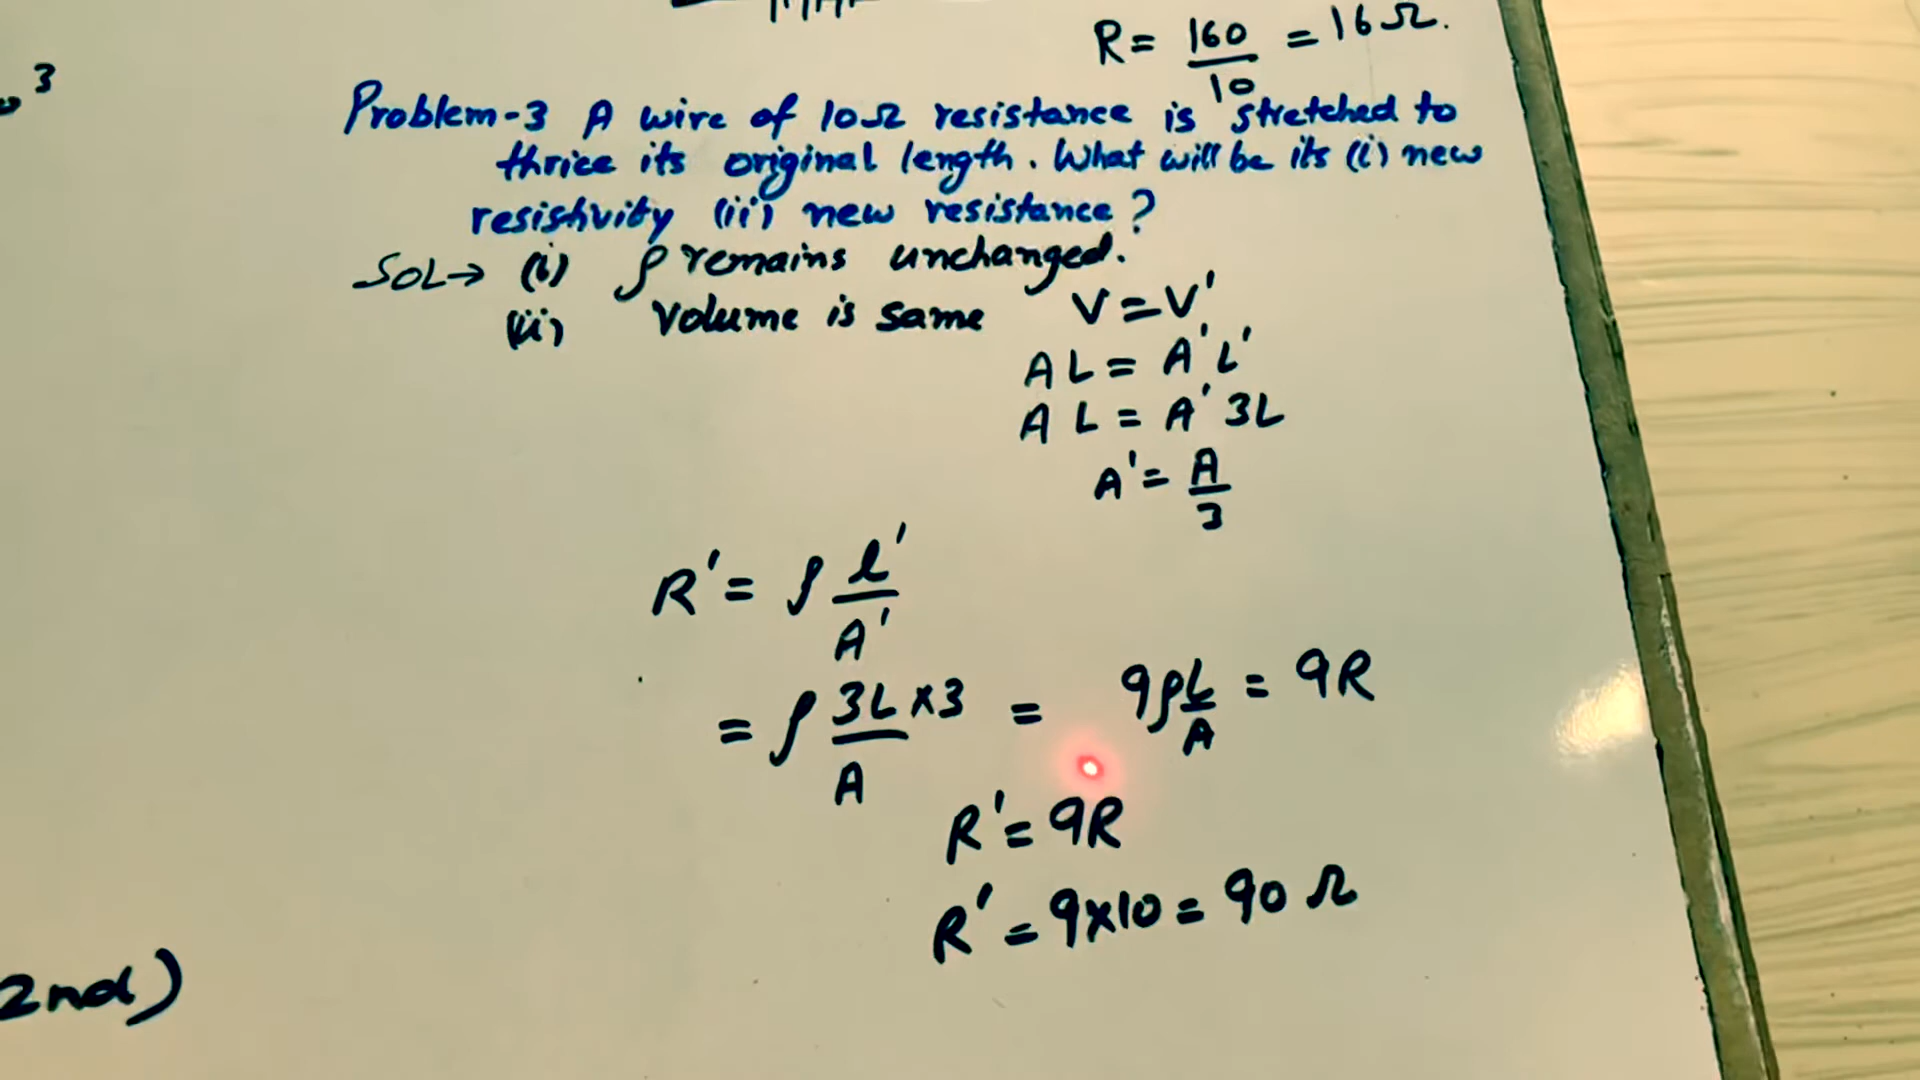 R = 160/10 = 16Ω.
3
Problem-3 A wire of 10Ω resistance is stretched to
thrice its original length. What will be its (i) new
resistivity (ii) new resistance?
SOL→ (i) ρ remains unchanged.
(ii) Volume is same V = V'
A L = A' L'
A L = A' 3L
A' = A/3
R' = ρ l'/A'
= ρ 3L×3/A = 9ρL/A = 9R
R' = 9R
R' = 9×10 = 90 Ω
2nd)